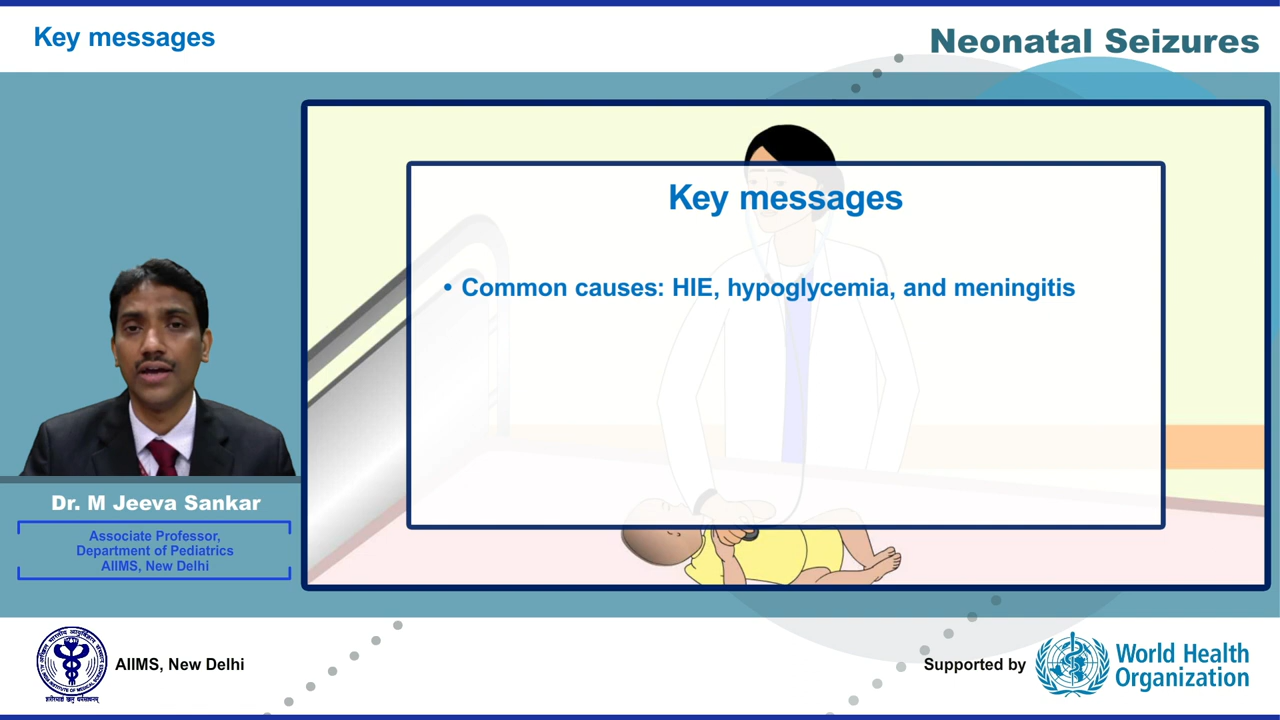 Key messages
Neonatal Seizures
Key messages
• Common causes: HIE, hypoglycemia, and meningitis
Dr. M Jeeva Sankar
Associate Professor,
Department of Pediatrics
AIIMS, New Delhi
AIIMS, New Delhi
Supported by
World Health
Organization